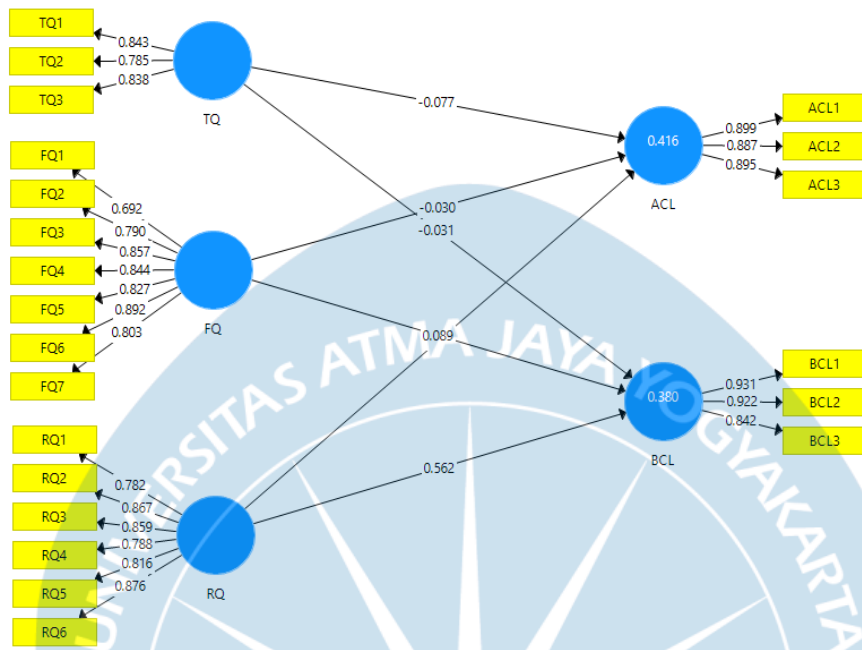 TQ1
TQ2
TQ3
0.843
0.785
0.838
TQ
FQ1
FQ2
FQ3
FQ4
FQ5
FQ6
FQ7
0.692
0.790
0.857
0.844
0.827
0.892
0.803
FQ
RQ1
RQ2
RQ3
RQ4
RQ5
RQ6
0.782
0.867
0.859
0.788
0.816
0.876
RQ
-0.077
-0.030
-0.031
0.089
0.562
0.416
ACL
0.899
0.887
0.895
ACL1
ACL2
ACL3
0.380
BCL
0.931
0.922
0.842
BCL1
BCL2
BCL3
UNIVERSITAS ATMA JAYA YOGYAKARTA